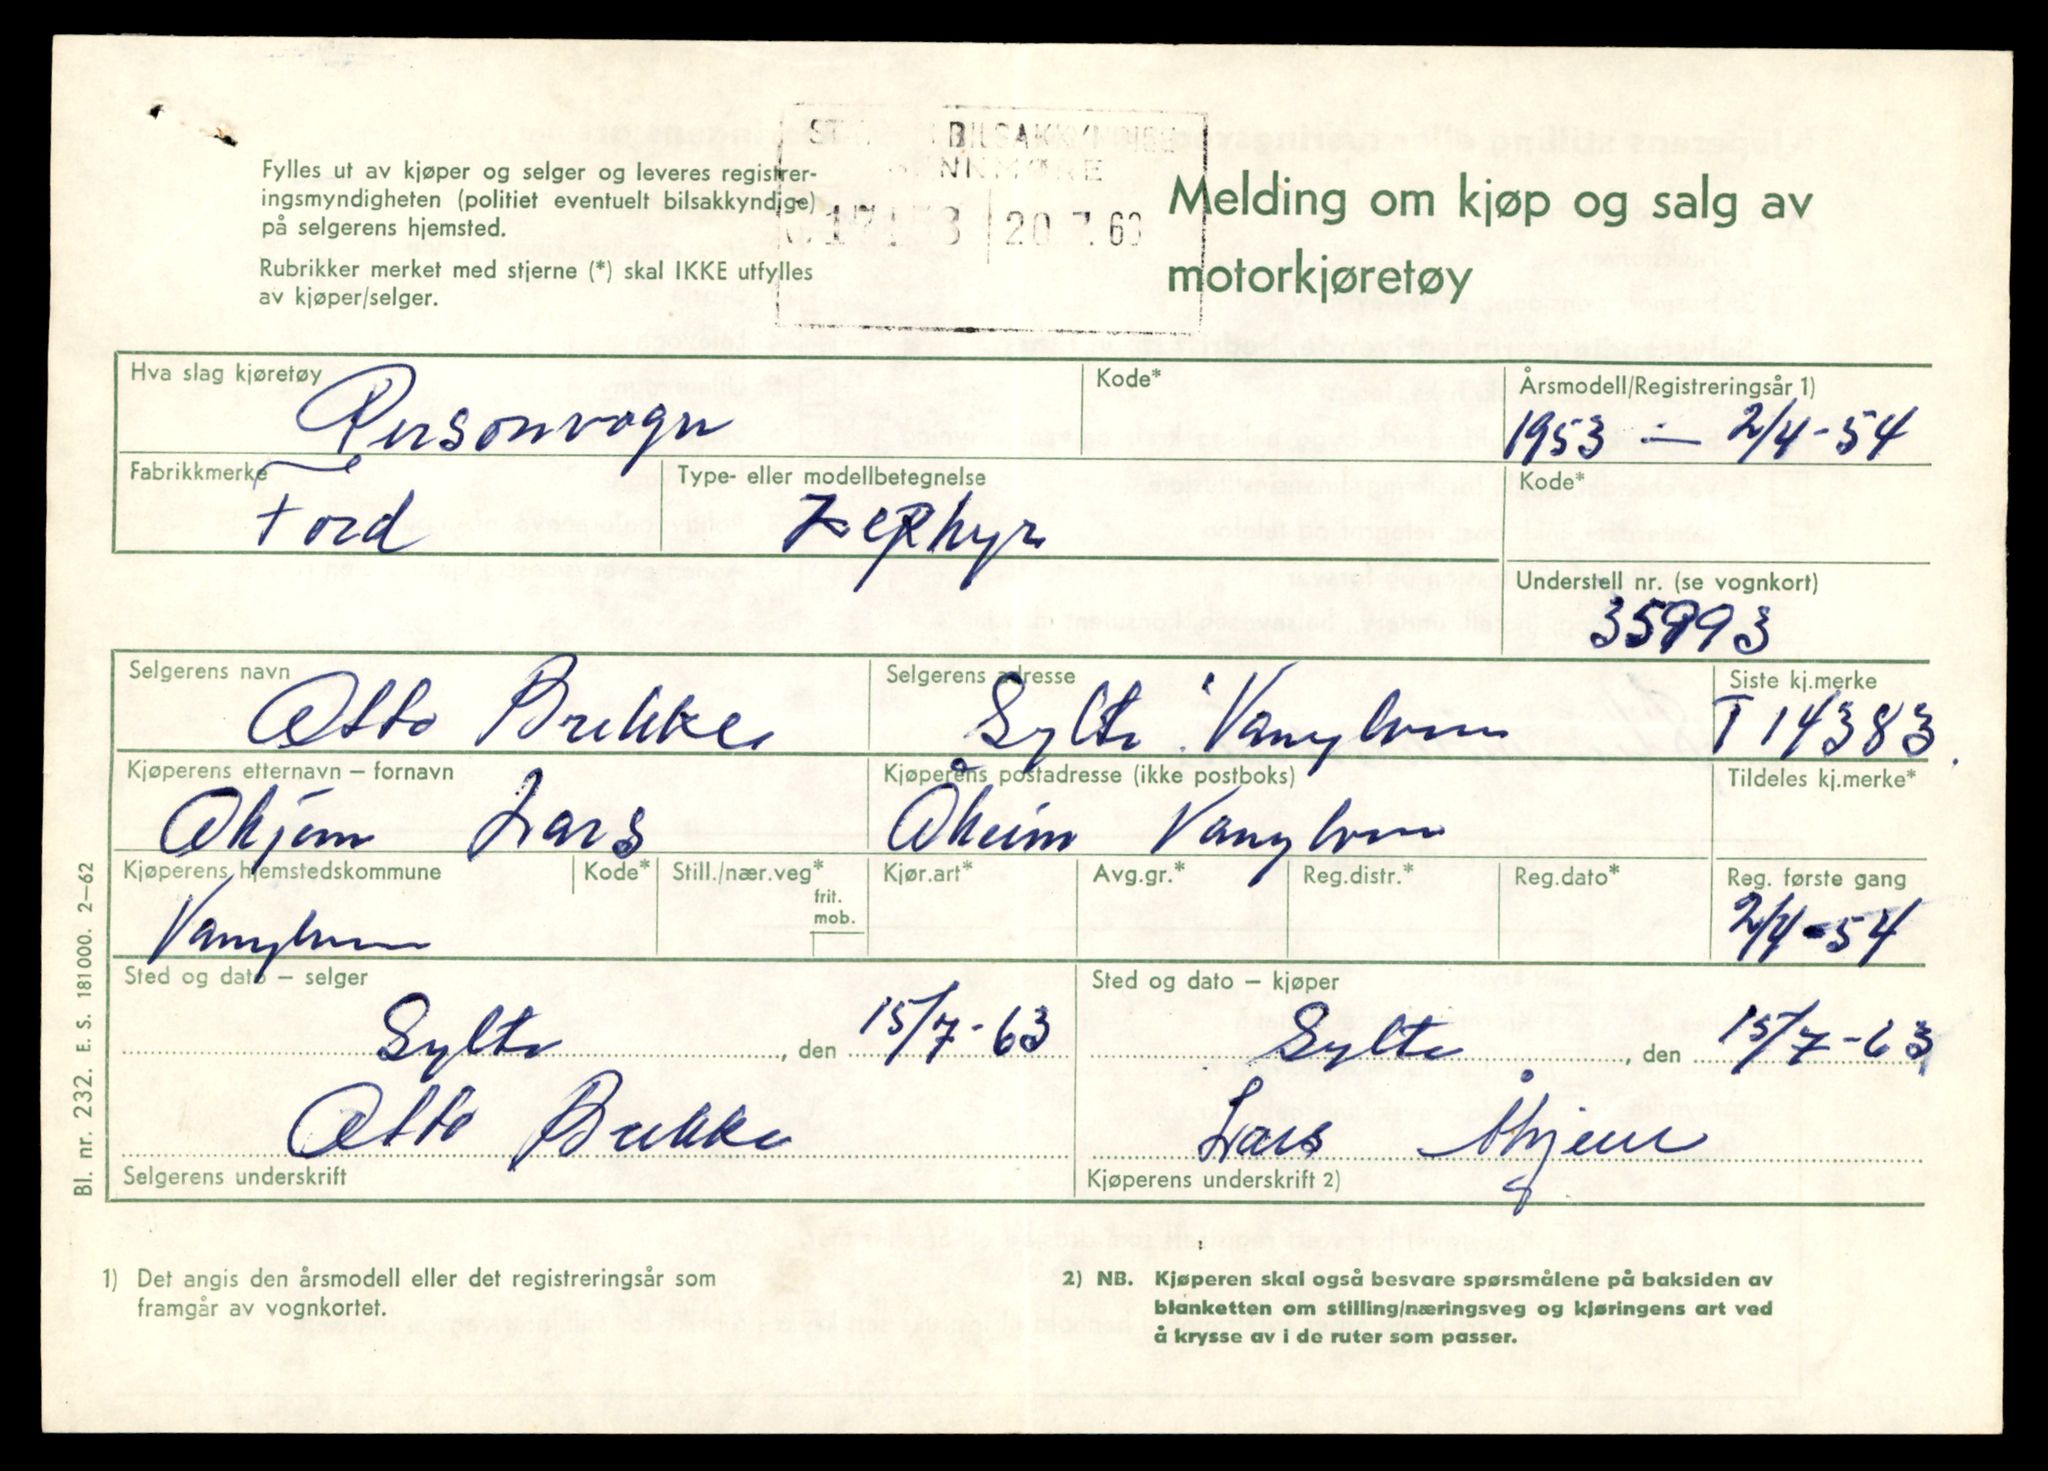 BILSAKKYNDIGE
17153 20.7.63
Fylles ut av kjøper og selger og leveres registrer-
ingsmyndigheten (politiet eventuelt bilsakkyndige)
på selgerens hjemsted.
Rubrikker merket med stjerne (*) skal IKKE utfylles
av kjøper/selger.
Melding om kjøp og salg av
motorkjøretøy
Hva slag kjøretøy Kode* Årsmodell/Registreringsår 1)
Personvogn 1953 — 2/4-54
Fabrikkmerke Type- eller modellbetegnelse Kode*
Ford Zephyr
Understell nr. (se vognkort)
35993
Selgerens navn Selgerens adresse Siste kj.merke
Otto Brekke Sylte Vanylven T 14383
Kjøperens etternavn – fornavn Kjøperens postadresse (ikke postboks) Tildeles kj.merke*
Åhjem Lars Åheim Vanylven
Kjøperens hjemstedskommune Kode* Still./nær.veg* Kjør.art* Avg.gr.* Reg.distr.* Reg.dato* Reg. første gang
frit.
mob.
Vanylven 2/4-54
Sted og dato – selger Sted og dato – kjøper
Sylte, den 15/7-63 Sylte, den 15/7-63
Otto Brekke Lars Åhjem
Selgerens underskrift Kjøperens underskrift 2)
Bl. nr. 232. E. S. 181000. 2–62
1) Det angis den årsmodell eller det registreringsår som
framgår av vognkortet.
2) NB. Kjøperen skal også besvare spørsmålene på baksiden av
blanketten om stilling/næringsveg og kjøringens art ved
å krysse av i de ruter som passer.